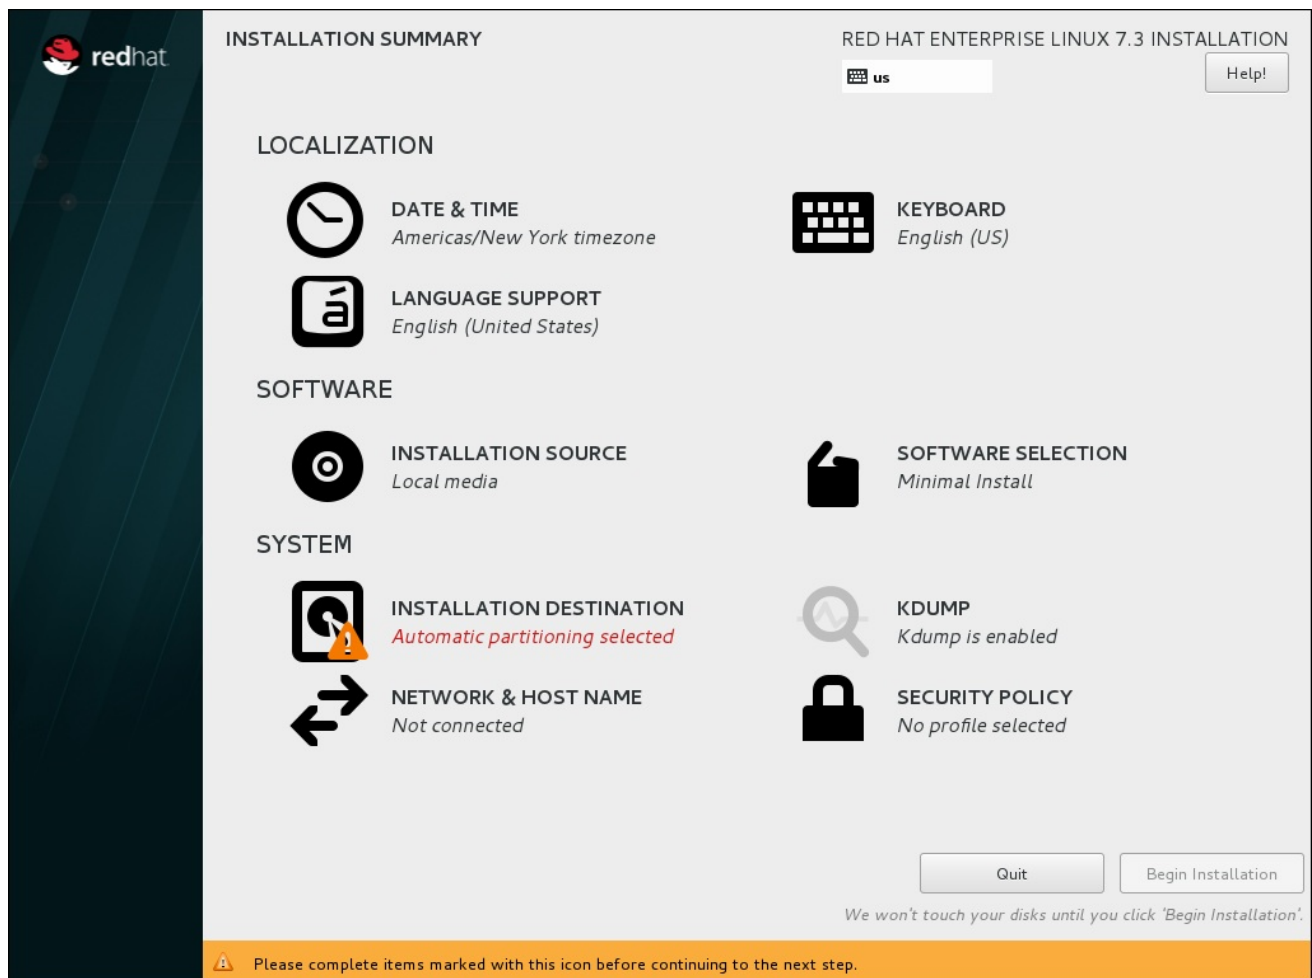 redhat
INSTALLATION SUMMARY
RED HAT ENTERPRISE LINUX 7.3 INSTALLATION
us
Help!
LOCALIZATION
DATE & TIME
Americas/New York timezone
KEYBOARD
English (US)
á
LANGUAGE SUPPORT
English (United States)
SOFTWARE
INSTALLATION SOURCE
Local media
SOFTWARE SELECTION
Minimal Install
SYSTEM
INSTALLATION DESTINATION
Automatic partitioning selected
KDUMP
Kdump is enabled
NETWORK & HOST NAME
Not connected
SECURITY POLICY
No profile selected
Quit
Begin Installation
We won't touch your disks until you click 'Begin Installation'.
Please complete items marked with this icon before continuing to the next step.